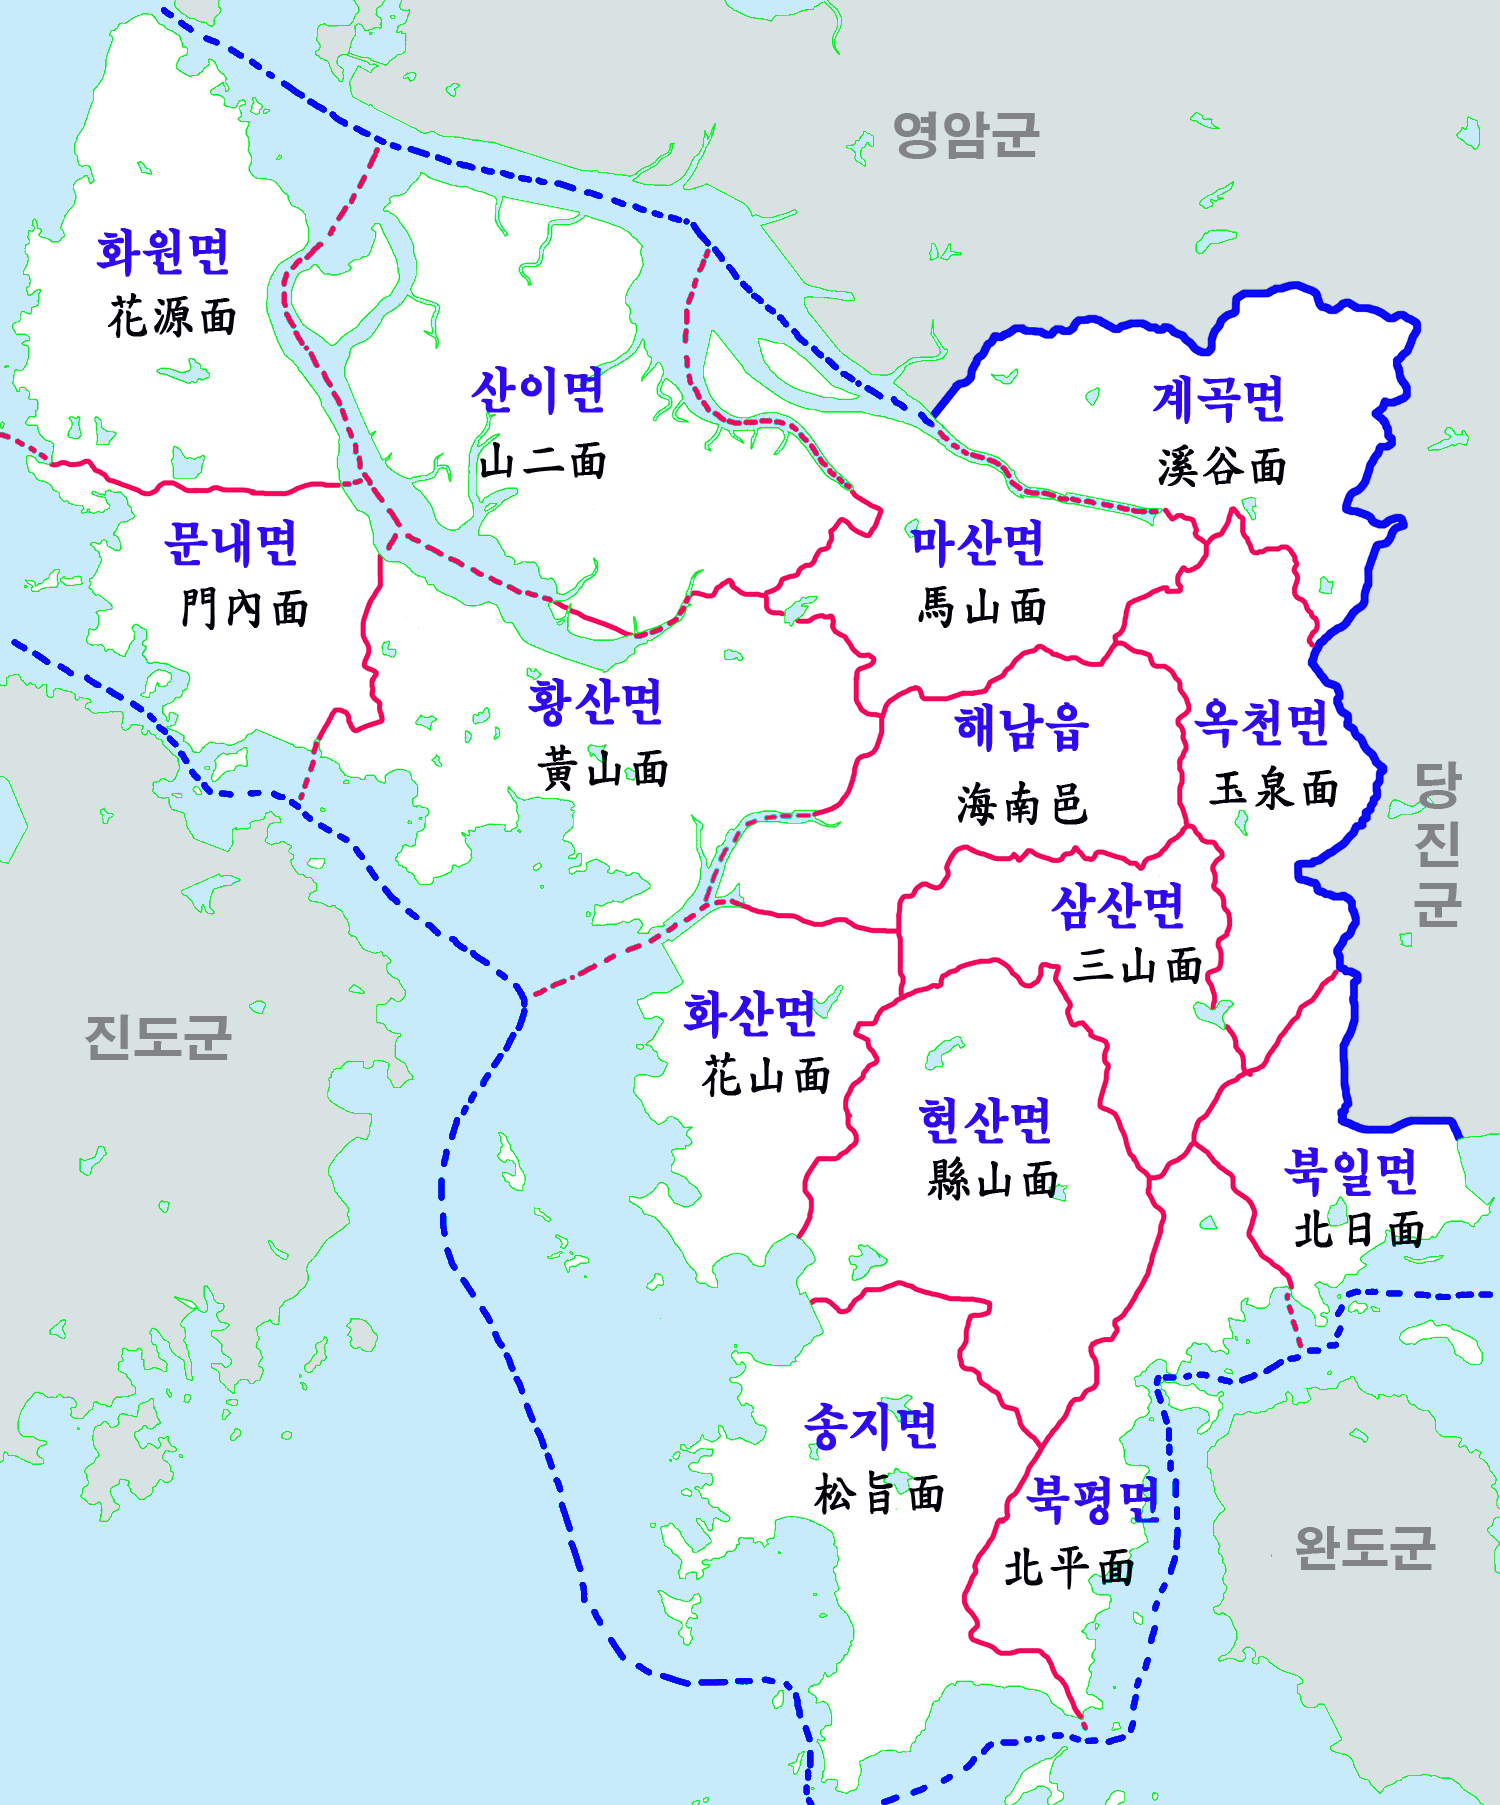 영암군
화원면
花源面
산이면
山二面
계곡면
溪谷面
문내면
門內面
마산면
馬山面
황산면
黃山面
해남읍
海南邑
옥천면
玉泉面
당
진
군
삼산면
三山面
진도군
화산면
花山面
현산면
縣山面
북일면
北日面
송지면
松旨面
북평면
北平面
완도군